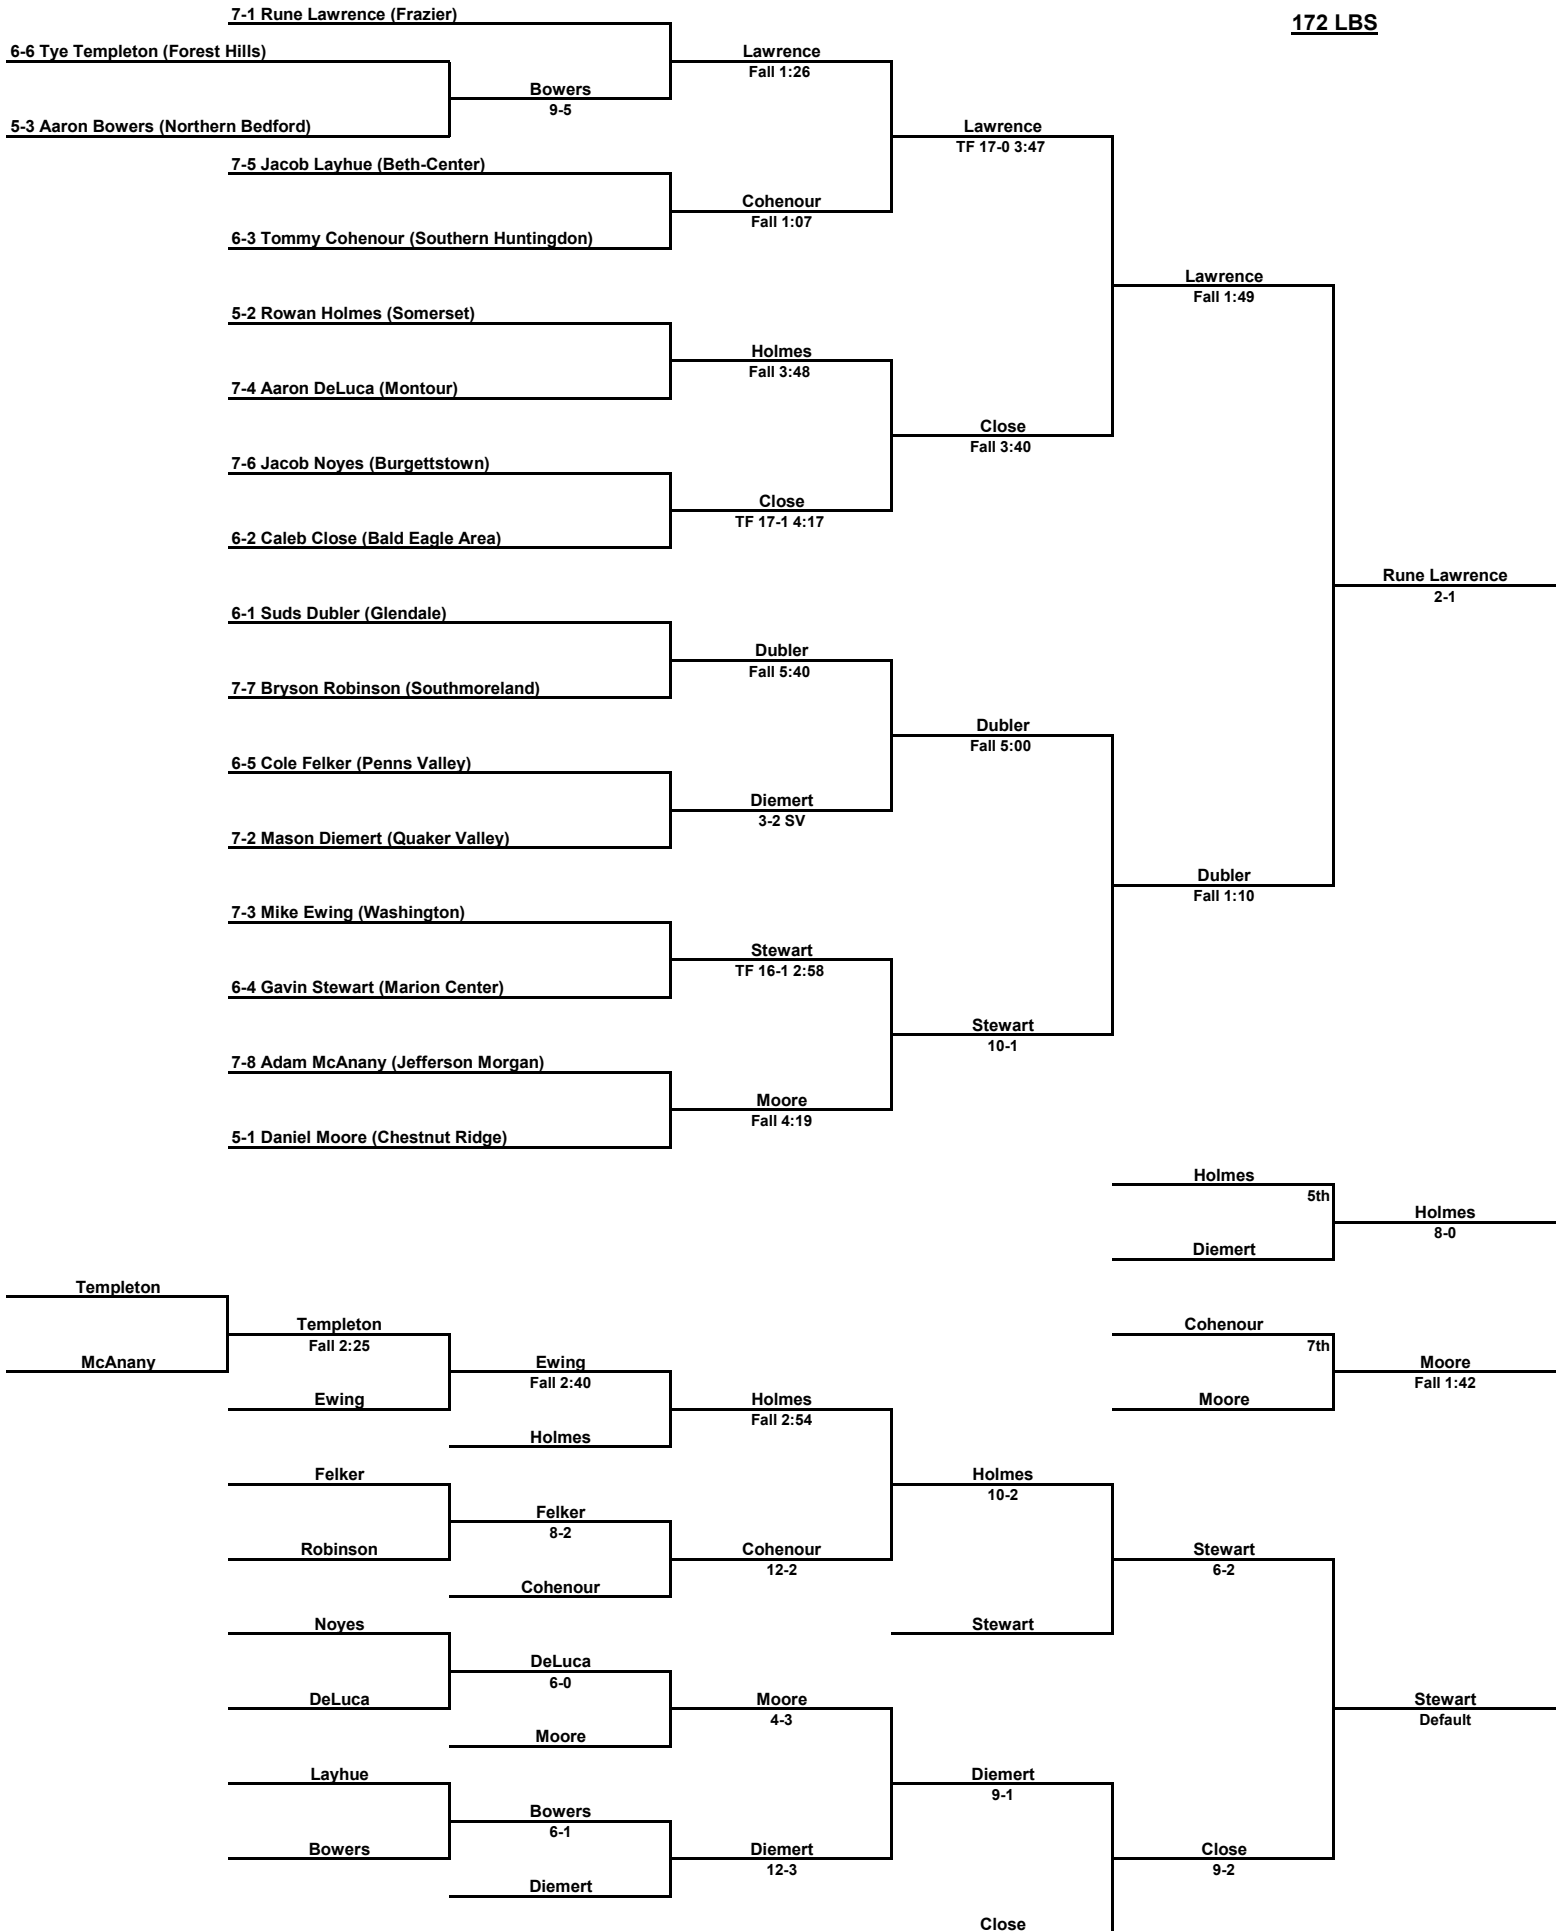 7-1 Rune Lawrence (Frazier)
172 LBS
6-6 Tye Templeton (Forest Hills)
Lawrence
Fall 1:26
Bowers
9-5
5-3 Aaron Bowers (Northern Bedford)
Lawrence
TF 17-0 3:47
7-5 Jacob Layhue (Beth-Center)
Cohenour
Fall 1:07
6-3 Tommy Cohenour (Southern Huntingdon)
Lawrence
Fall 1:49
5-2 Rowan Holmes (Somerset)
Holmes
Fall 3:48
7-4 Aaron DeLuca (Montour)
Close
Fall 3:40
7-6 Jacob Noyes (Burgettstown)
Close
TF 17-1 4:17
6-2 Caleb Close (Bald Eagle Area)
Rune Lawrence
2-1
6-1 Suds Dubler (Glendale)
Dubler
Fall 5:40
7-7 Bryson Robinson (Southmoreland)
Dubler
Fall 5:00
6-5 Cole Felker (Penns Valley)
Diemert
3-2 SV
7-2 Mason Diemert (Quaker Valley)
Dubler
Fall 1:10
7-3 Mike Ewing (Washington)
Stewart
TF 16-1 2:58
6-4 Gavin Stewart (Marion Center)
Stewart
10-1
7-8 Adam McAnany (Jefferson Morgan)
Moore
Fall 4:19
5-1 Daniel Moore (Chestnut Ridge)
Holmes
5th
Holmes
8-0
Diemert
Templeton
Templeton
Fall 2:25
Cohenour
7th
McAnany
Ewing
Fall 2:40
Moore
Fall 1:42
Ewing
Holmes
Fall 2:54
Moore
Holmes
Felker
Holmes
10-2
Felker
8-2
Robinson
Cohenour
12-2
Stewart
6-2
Cohenour
Noyes
Stewart
DeLuca
6-0
DeLuca
Moore
4-3
Stewart
Default
Moore
Layhue
Diemert
9-1
Bowers
6-1
Bowers
Diemert
12-3
Close
9-2
Diemert
Close